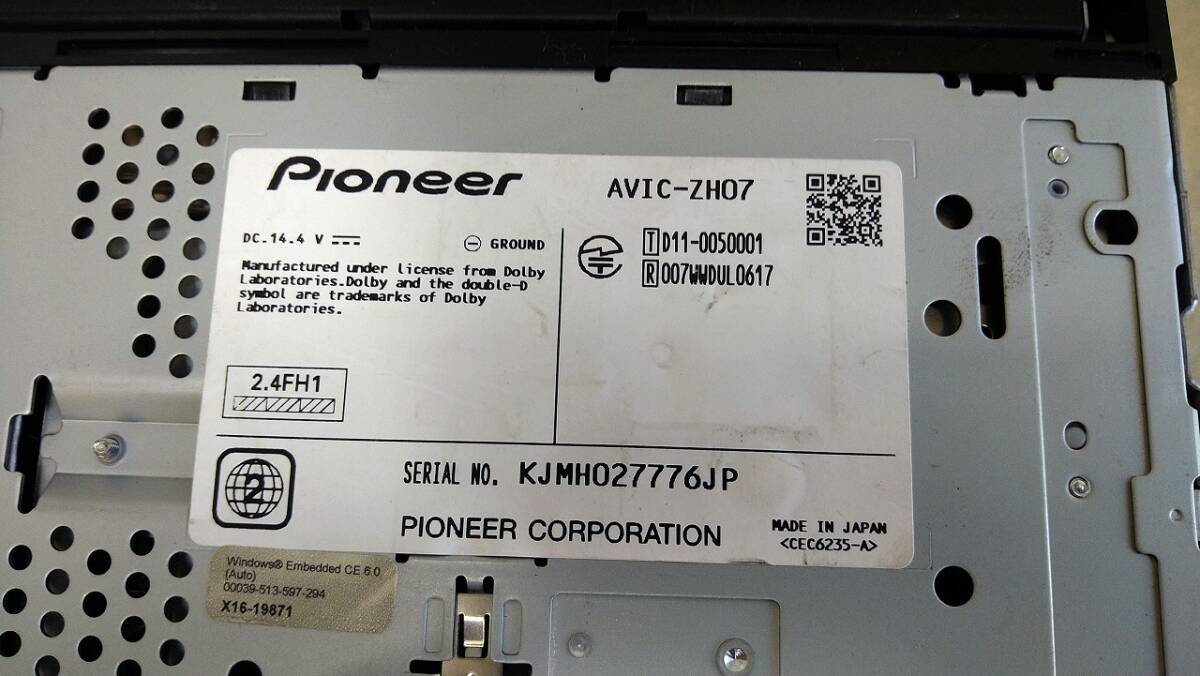 Pioneer
AVIC-ZH07
DC.14.4 V
GROUND
Manufactured under license from Dolby
Laboratories.Dolby and the double-D
symbol are trademarks of Dolby
Laboratories.
T D11-0050001
R 007WWDUL0617
2.4FH1
2
SERIAL NO. KJMH027776JP
PIONEER CORPORATION
MADE IN JAPAN
<CEC6235-A>
Windows® Embedded CE 6.0
(Auto)
00039-513-597-294
X16-19871